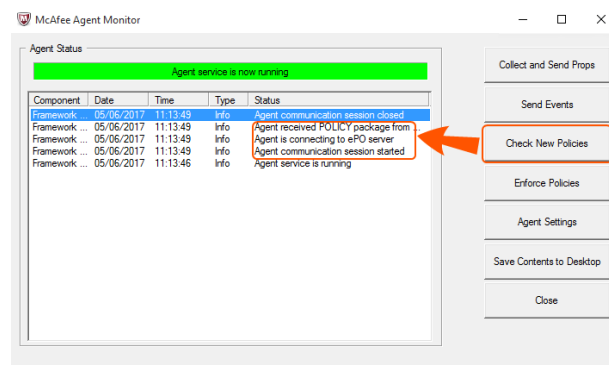 McAfee Agent Monitor
Agent Status
Agent service is now running
Component Date Time Type Status
Framework ... 05/06/2017 11:13:49 Info Agent communication session closed
Framework ... 05/06/2017 11:13:49 Info Agent received POLICY package from ...
Framework ... 05/06/2017 11:13:49 Info Agent is connecting to ePO server
Framework ... 05/06/2017 11:13:49 Info Agent communication session started
Framework ... 05/06/2017 11:13:46 Info Agent service is running
Collect and Send Props
Send Events
Check New Policies
Enforce Policies
Agent Settings
Save Contents to Desktop
Close